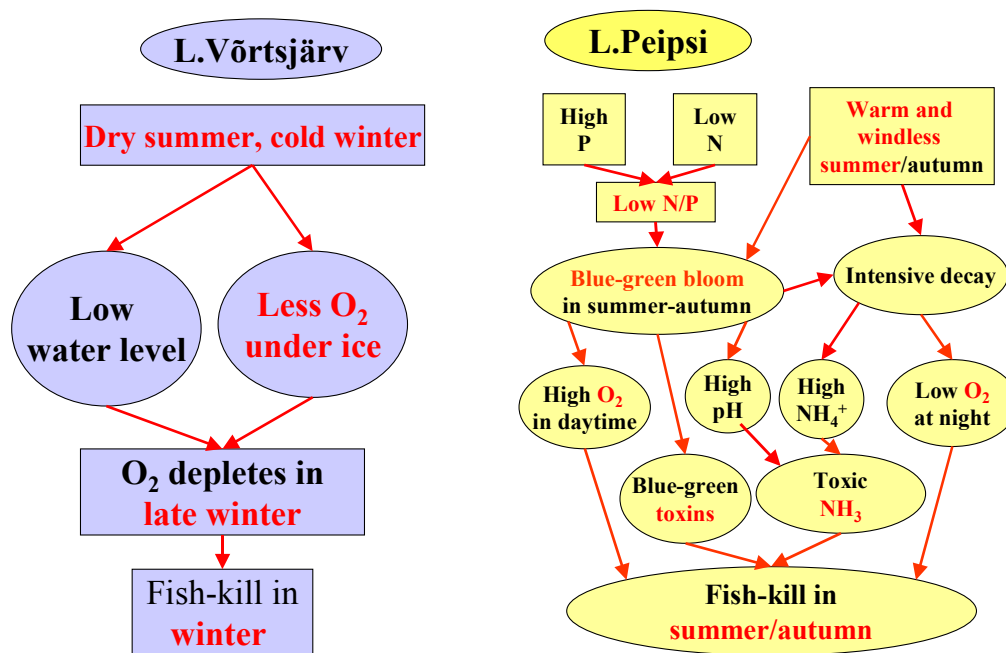 L.Võrtsjärv
Dry summer, cold winter
Low
water level
Less O₂
under ice
O₂ depletes in
late winter
Fish-kill in
winter
L.Peipsi
High
P
Low
N
Warm and
windless
summer/autumn
Low N/P
Blue-green bloom
in summer-autumn
Intensive decay
High O₂
in daytime
High
pH
High
NH₄⁺
Low O₂
at night
Blue-green
toxins
Toxic
NH₃
Fish-kill in
summer/autumn